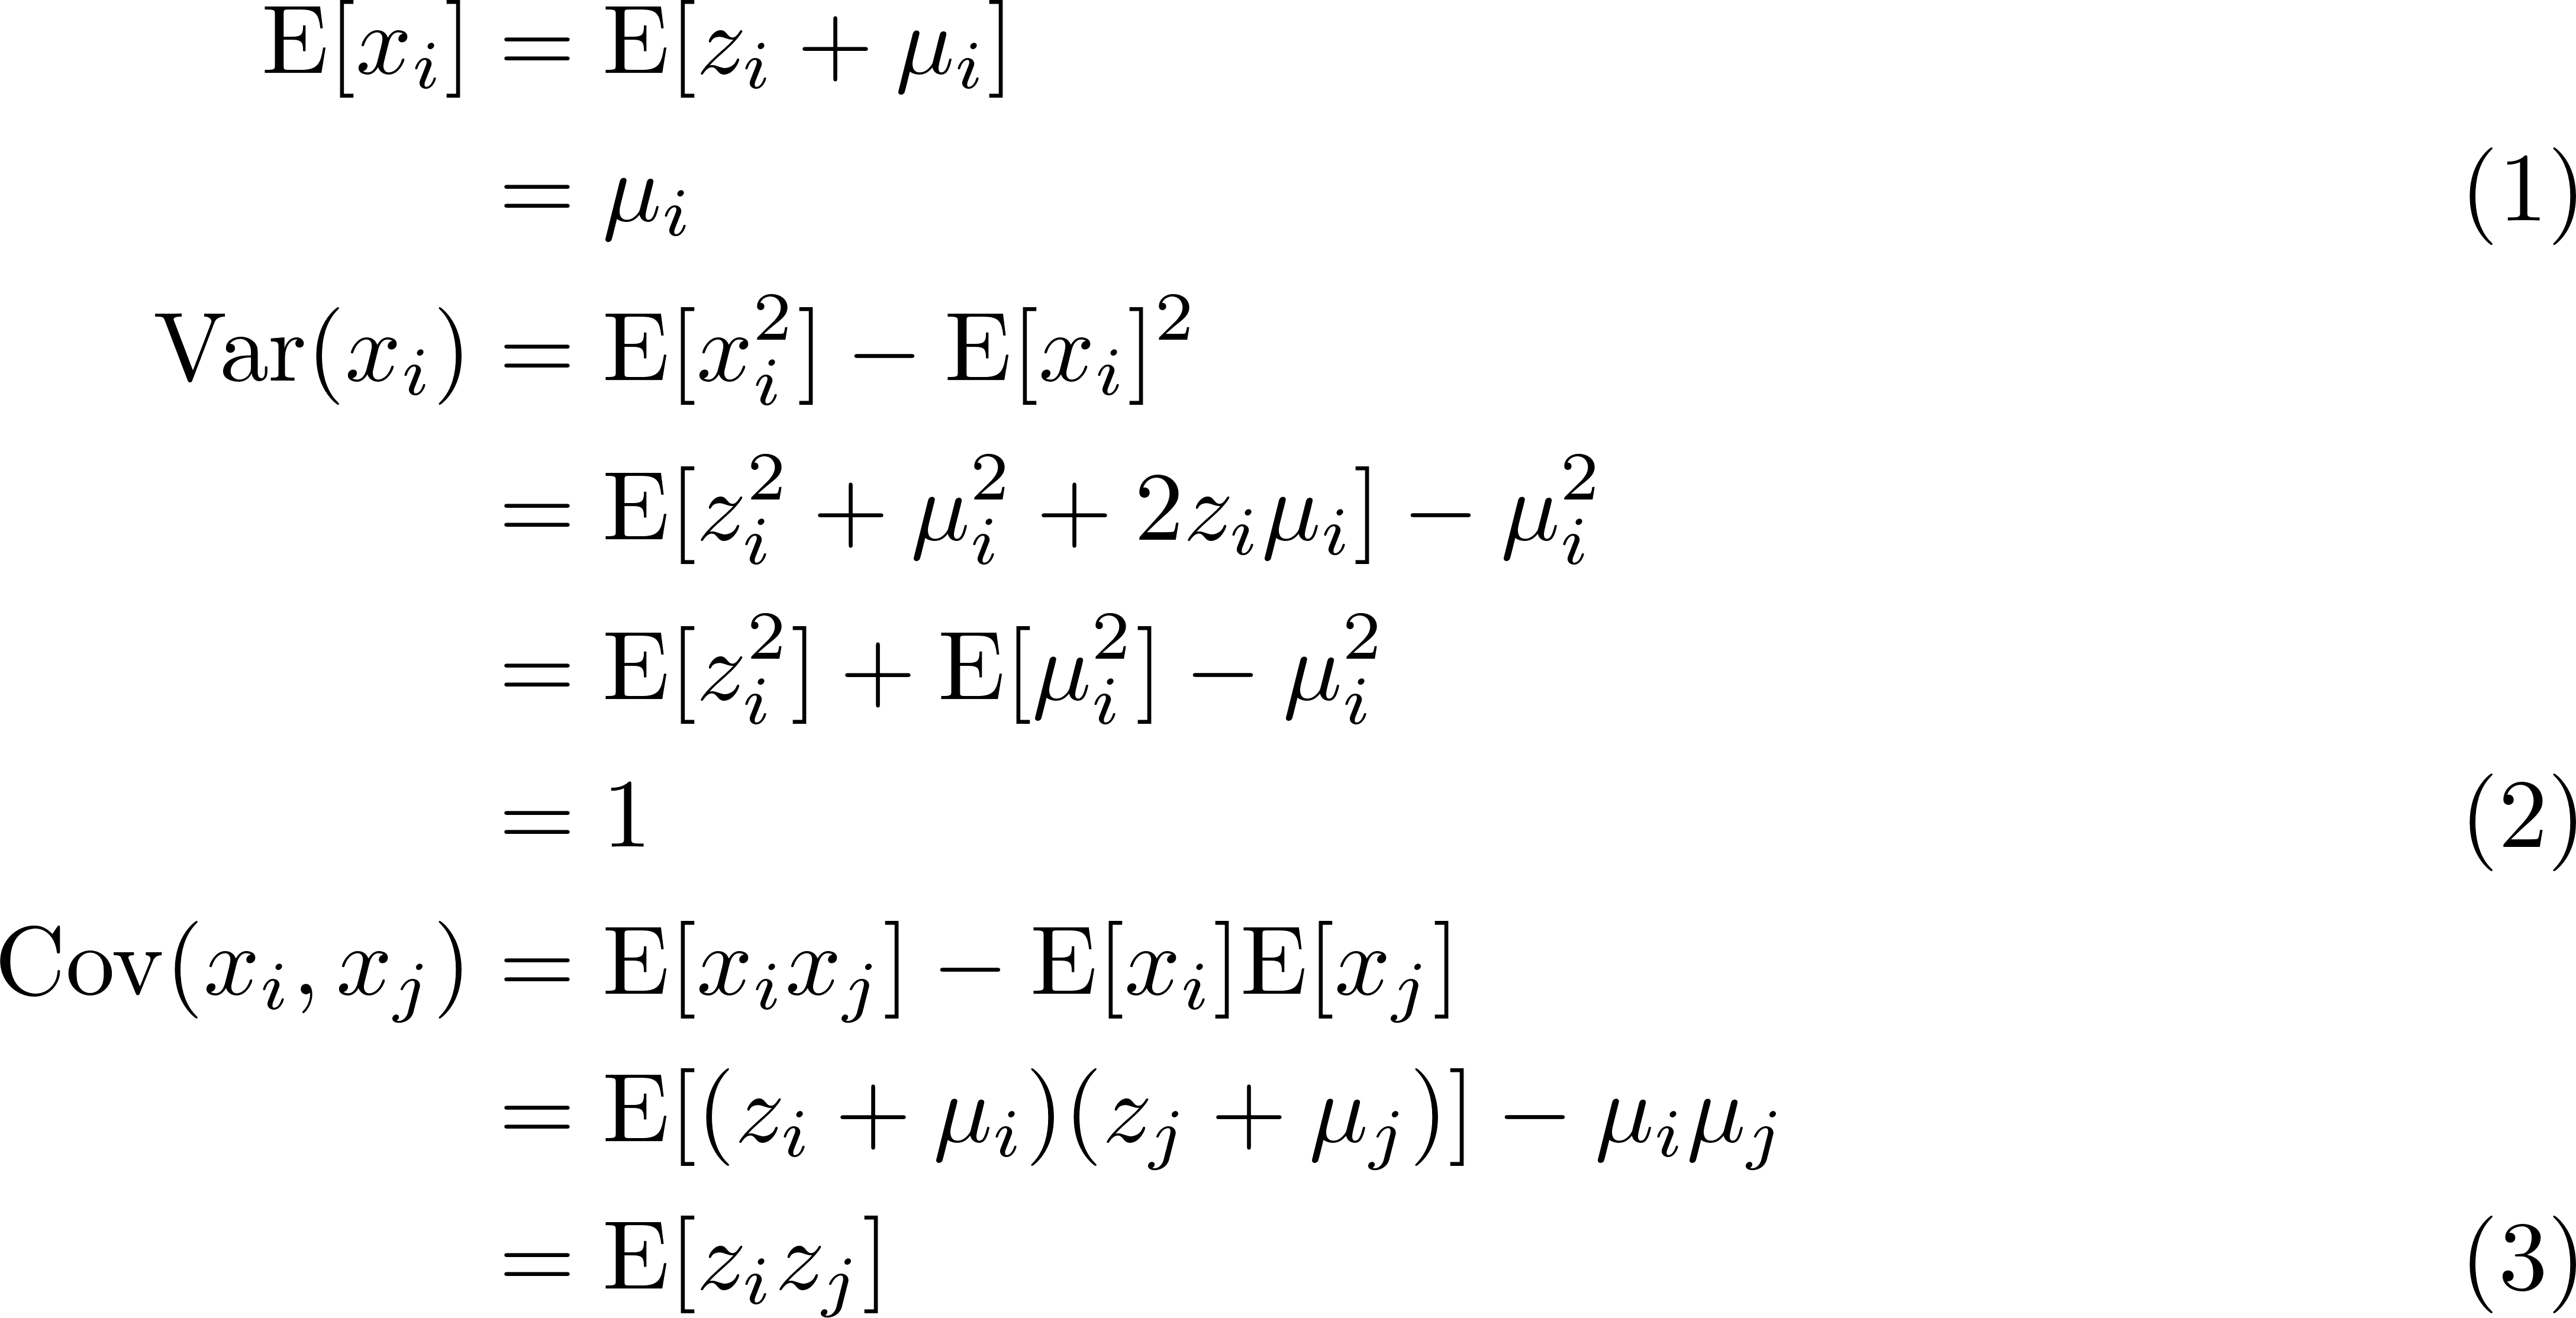 E[x_i] = E[z_i + μ_i]
= μ_i (1)
Var(x_i) = E[x_i^2] − E[x_i]^2
= E[z_i^2 + μ_i^2 + 2z_iμ_i] − μ_i^2
= E[z_i^2] + E[μ_i^2] − μ_i^2
= 1 (2)
Cov(x_i, x_j) = E[x_ix_j] − E[x_i]E[x_j]
= E[(z_i + μ_i)(z_j + μ_j)] − μ_iμ_j
= E[z_iz_j] (3)